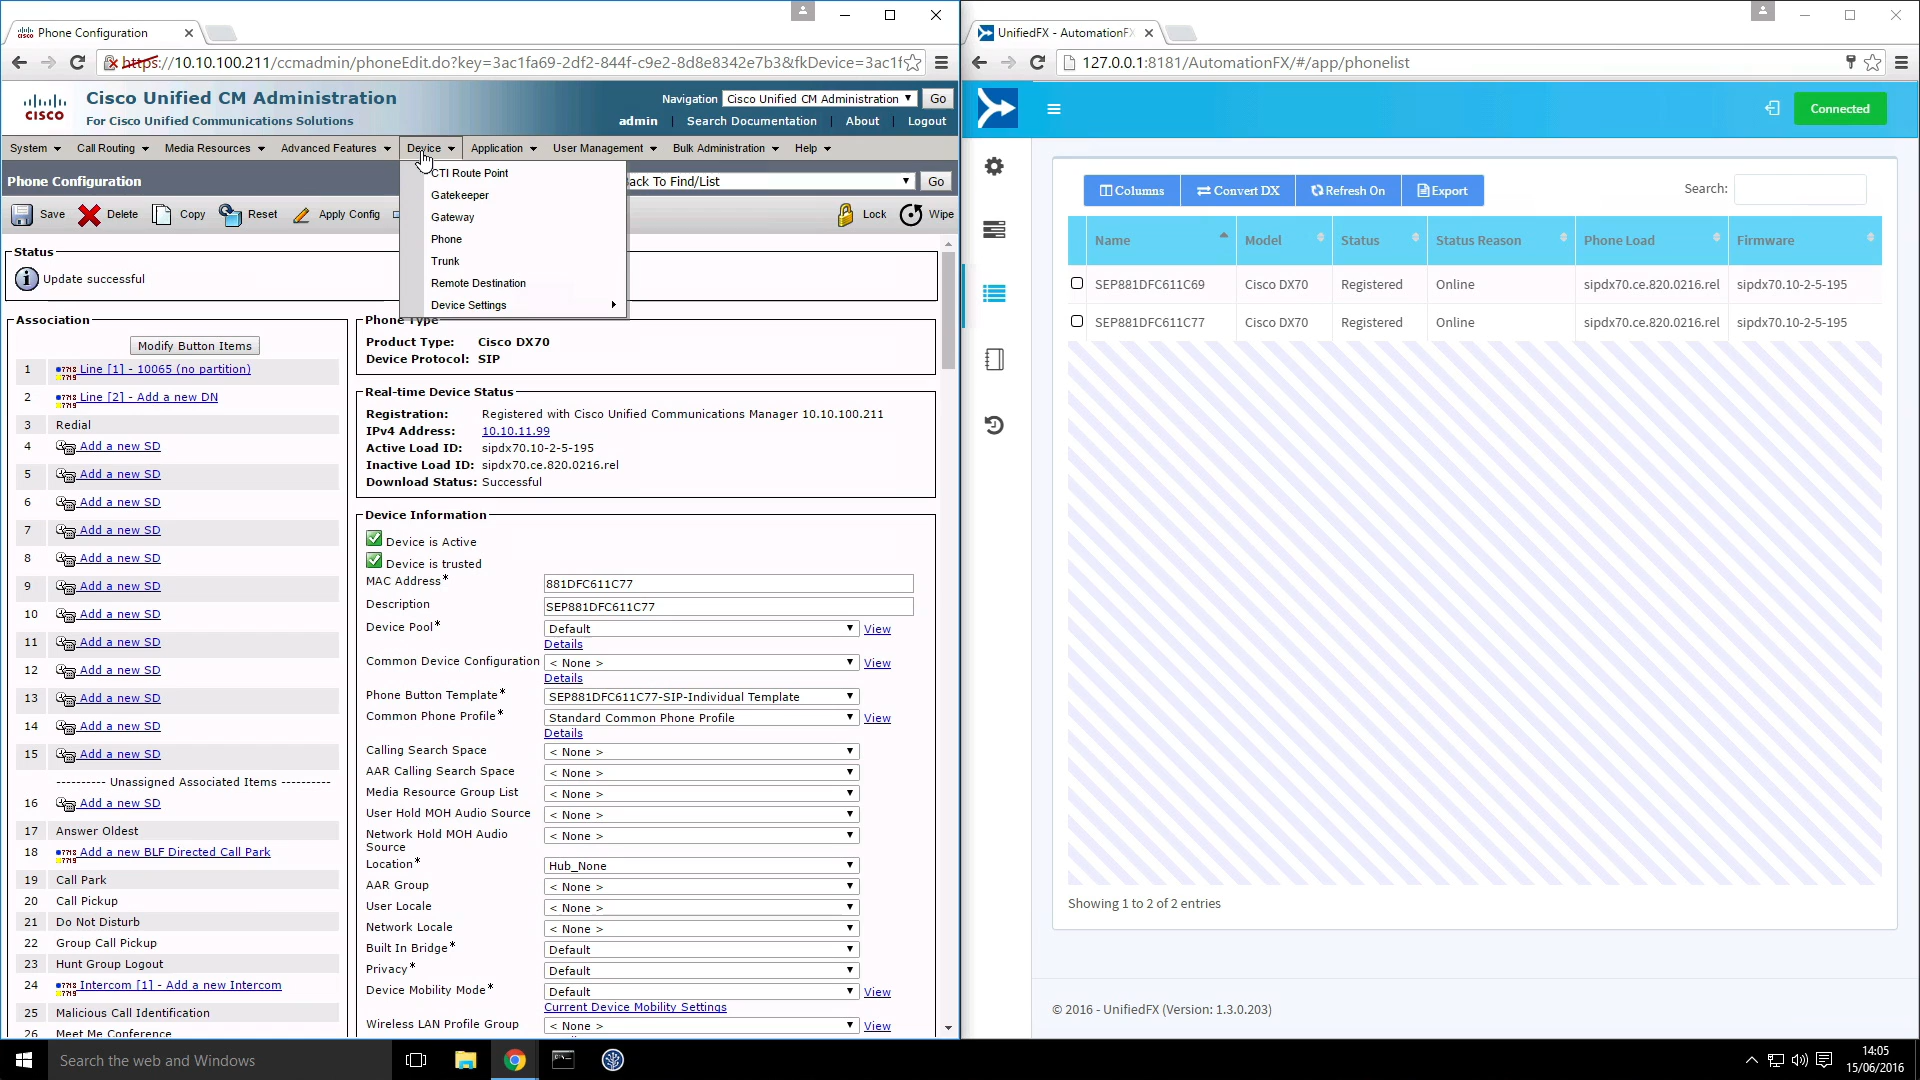 Phone Configuration
https://10.10.100.211/ccmadmin/phoneEdit.do?key=3ac1fa69-2df2-844f-c9e2-8d8e8342e7b3&fkDevice=3ac1f
cisco
Cisco Unified CM Administration
For Cisco Unified Communications Solutions
Navigation Cisco Unified CM Administration Go
admin | Search Documentation | About | Logout
System Call Routing Media Resources Advanced Features Device Application User Management Bulk Administration Help
CTI Route Point
Gatekeeper
Gateway
Phone
Trunk
Remote Destination
Device Settings
Phone Configuration
Back To Find/List Go
Save Delete Copy Reset Apply Config Lock Wipe
Status
Update successful
Association
Modify Button Items
1 Line [1] - 10065 (no partition)
2 Line [2] - Add a new DN
3 Redial
4 Add a new SD
5 Add a new SD
6 Add a new SD
7 Add a new SD
8 Add a new SD
9 Add a new SD
10 Add a new SD
11 Add a new SD
12 Add a new SD
13 Add a new SD
14 Add a new SD
15 Add a new SD
---------- Unassigned Associated Items ----------
16 Add a new SD
17 Answer Oldest
18 Add a new BLF Directed Call Park
19 Call Park
20 Call Pickup
21 Do Not Disturb
22 Group Call Pickup
23 Hunt Group Logout
24 Intercom [1] - Add a new Intercom
25 Malicious Call Identification
26 Meet Me Conference
Phone Type
Product Type: Cisco DX70
Device Protocol: SIP
Real-time Device Status
Registration: Registered with Cisco Unified Communications Manager 10.10.100.211
IPv4 Address: 10.10.11.99
Active Load ID: sipdx70.10-2-5-195
Inactive Load ID: sipdx70.ce.820.0216.rel
Download Status: Successful
Device Information
Device is Active
Device is trusted
MAC Address* 881DFC611C77
Description SEP881DFC611C77
Device Pool* Default View
Details
Common Device Configuration < None > View
Details
Phone Button Template* SEP881DFC611C77-SIP-Individual Template
Common Phone Profile* Standard Common Phone Profile View
Details
Calling Search Space < None >
AAR Calling Search Space < None >
Media Resource Group List < None >
User Hold MOH Audio Source < None >
Network Hold MOH Audio Source < None >
Location* Hub_None
AAR Group < None >
User Locale < None >
Network Locale < None >
Built In Bridge* Default
Privacy* Default
Device Mobility Mode* Default View
Current Device Mobility Settings
Wireless LAN Profile Group < None > View
UnifiedFX - AutomationFX
127.0.0.1:8181/AutomationFX/#/app/phonelist
Connected
Columns Convert DX Refresh On Export
Search:
Name Model Status Status Reason Phone Load Firmware
SEP881DFC611C69 Cisco DX70 Registered Online sipdx70.ce.820.0216.rel sipdx70.10-2-5-195
SEP881DFC611C77 Cisco DX70 Registered Online sipdx70.ce.820.0216.rel sipdx70.10-2-5-195
Showing 1 to 2 of 2 entries
© 2016 - UnifiedFX (Version: 1.3.0.203)
Search the web and Windows
14:05
15/06/2016